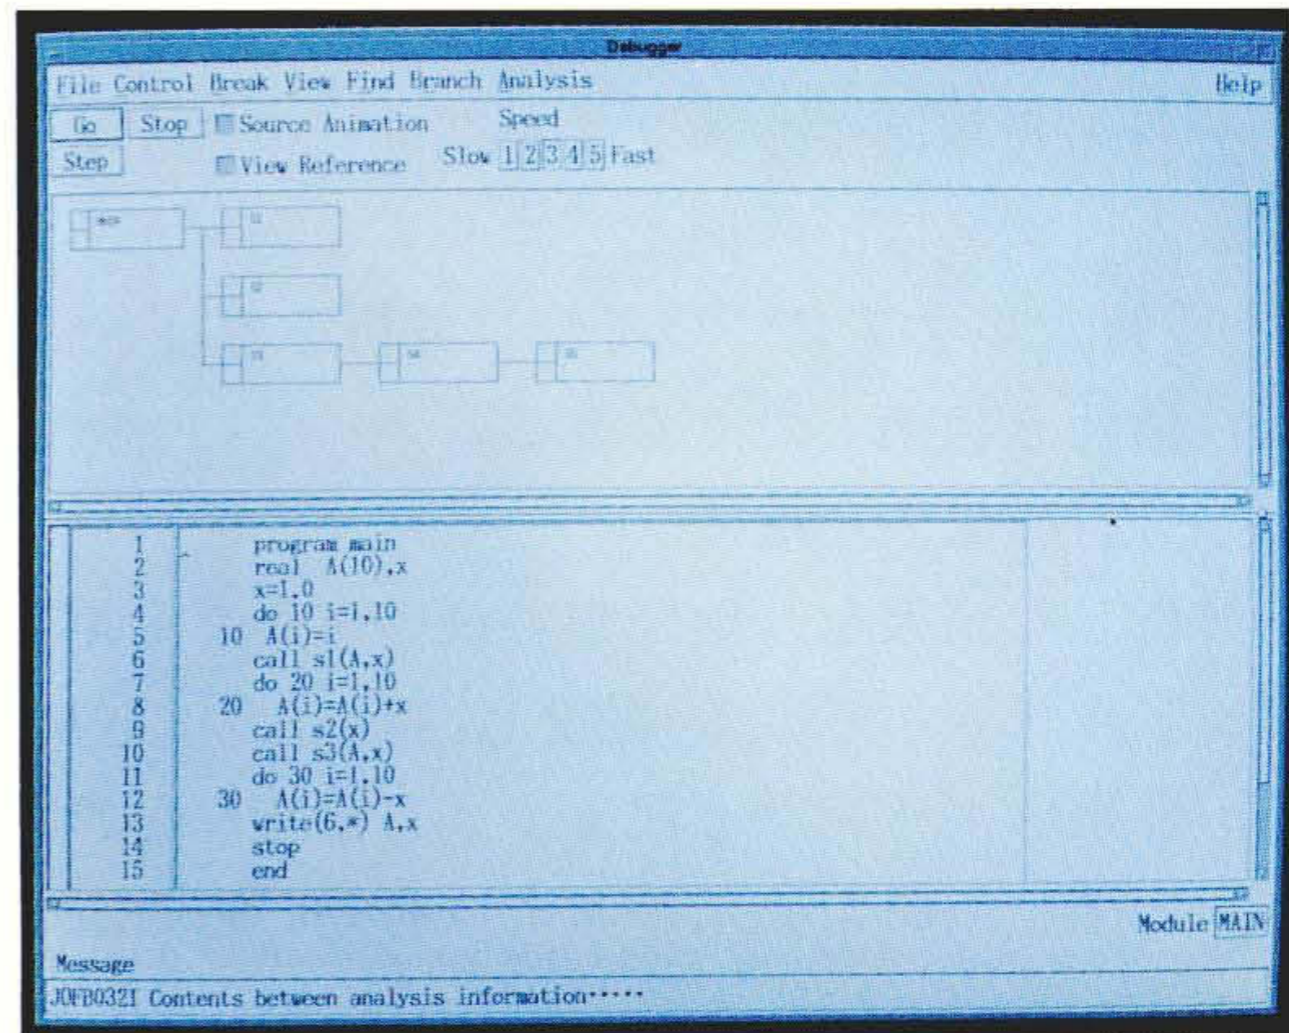 Debugger
File Control Break View Find Branch Analysis Help
Go Stop Source Animation Speed
Step View Reference Slow 1 2 3 4 5 Fast
1 program main
2 real A(10),x
3 x=1.0
4 do 10 i=1,10
5 10 A(i)=i
6 call s1(A,x)
7 do 20 i=1,10
8 20 A(i)=A(i)+x
9 call s2(x)
10 call s3(A,x)
11 do 30 i=1,10
12 30 A(i)=A(i)-x
13 write(6,*) A,x
14 stop
15 end
Module MAIN
Message
Contents between analysis information·····